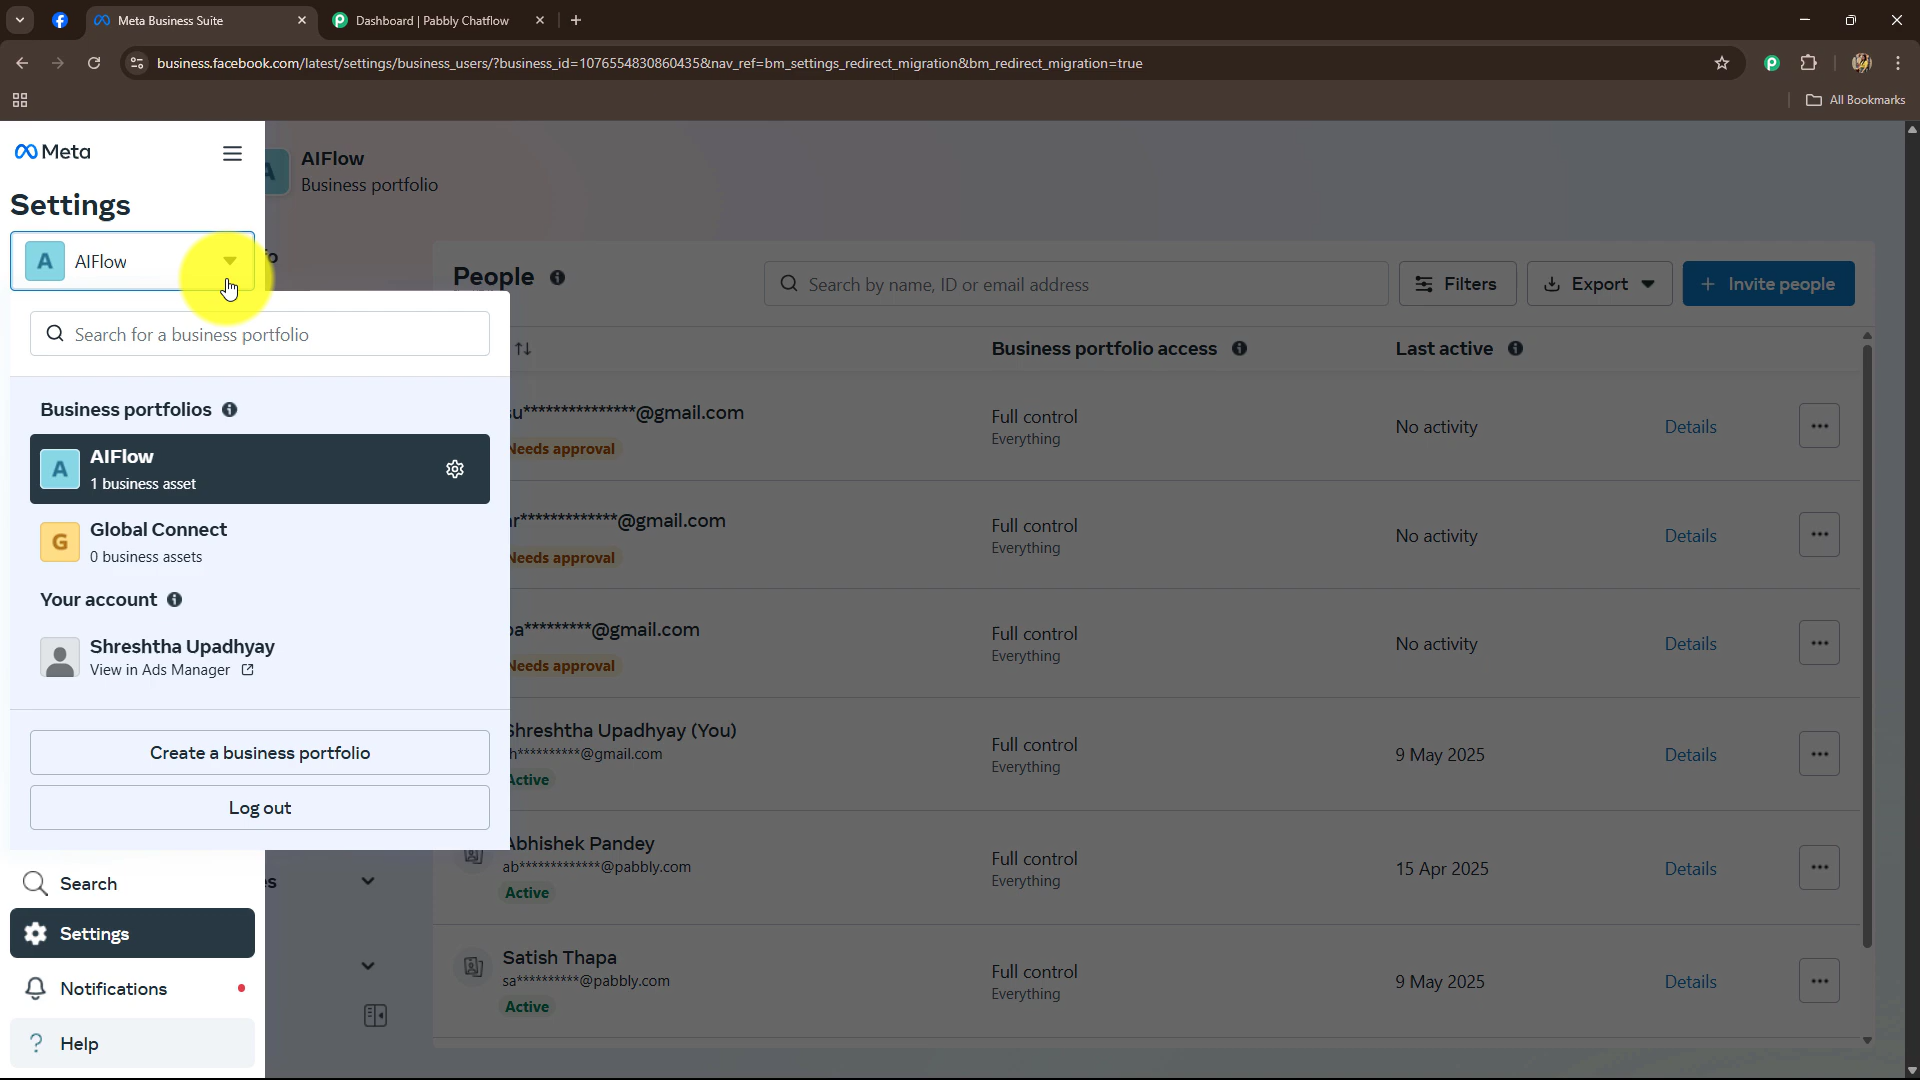 Meta Business Suite
Dashboard | Pabbly Chatflow
business.facebook.com/latest/settings/business_users/?business_id=1076554830860435&nav_ref=bm_settings_redirect_migration&bm_redirect_migration=true
All Bookmarks
Meta
Settings
A AIFlow
AIFlow
Business portfolio
Search for a business portfolio
Business portfolios
A AIFlow
1 business asset
G Global Connect
0 business assets
Your account
Shreshtha Upadhyay
View in Ads Manager
Create a business portfolio
Log out
Search
Settings
Notifications
? Help
People
Search by name, ID or email address
Filters
Export
+ Invite people
Business portfolio access
Last active
u***************@gmail.com
Needs approval
Full control
Everything
No activity
Details
r*************@gmail.com
Needs approval
Full control
Everything
No activity
Details
a*********@gmail.com
Needs approval
Full control
Everything
No activity
Details
Shreshtha Upadhyay (You)
h**********@gmail.com
Active
Full control
Everything
9 May 2025
Details
Abhishek Pandey
ab*************@pabbly.com
Active
Full control
Everything
15 Apr 2025
Details
Satish Thapa
sa**********@pabbly.com
Active
Full control
Everything
9 May 2025
Details